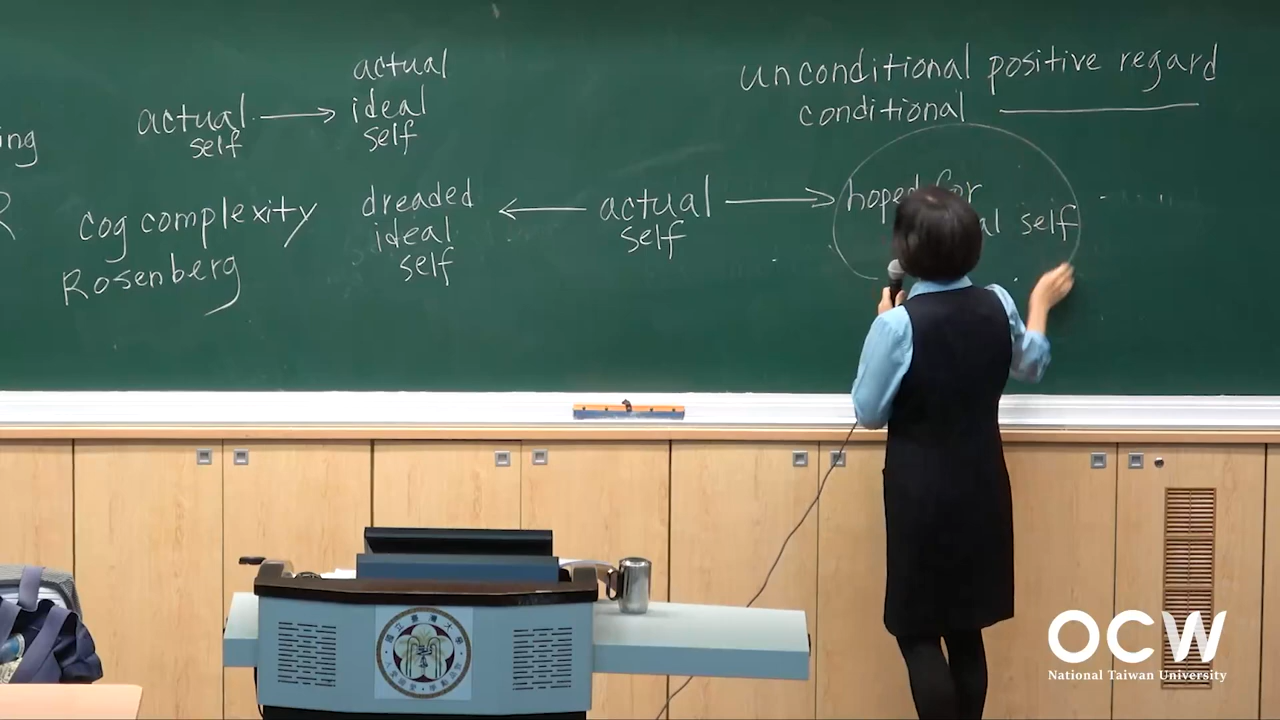 ing
R
actual
self
actual
ideal
self
cog complexity
Rosenberg
dreaded
ideal
self
actual
self
unconditional positive regard
conditional
hoped for
self
OCW
National Taiwan University